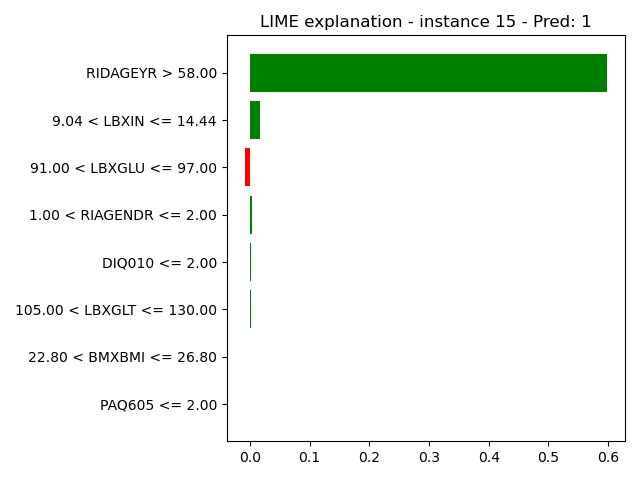 LIME explanation - instance 15 - Pred: 1
RIDAGEYR > 58.00
9.04 < LBXIN <= 14.44
91.00 < LBXGLU <= 97.00
1.00 < RIAGENDR <= 2.00
DIQ010 <= 2.00
105.00 < LBXGLT <= 130.00
22.80 < BMXBMI <= 26.80
PAQ605 <= 2.00
0.0 0.1 0.2 0.3 0.4 0.5 0.6